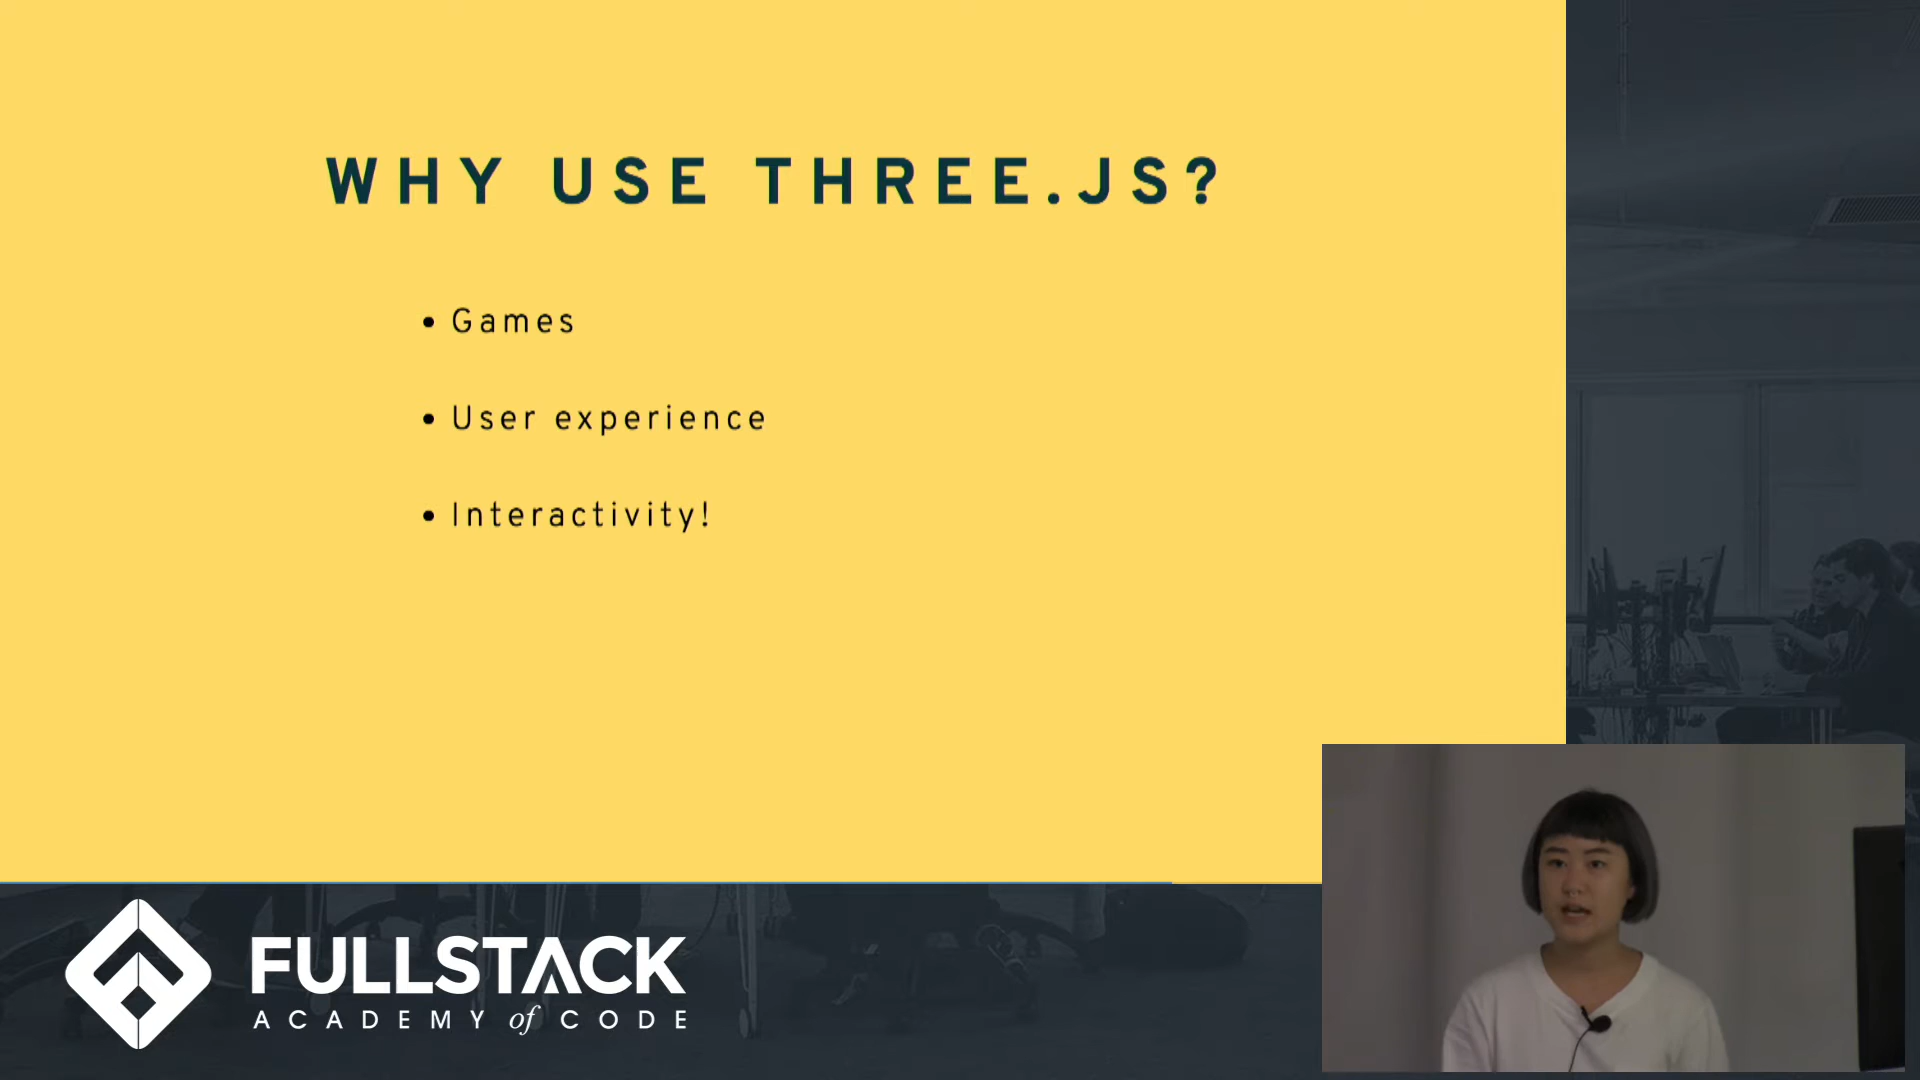 WHY USE THREE.JS?
• Games
• User experience
• Interactivity!
FULLSTACK
ACADEMY of CODE